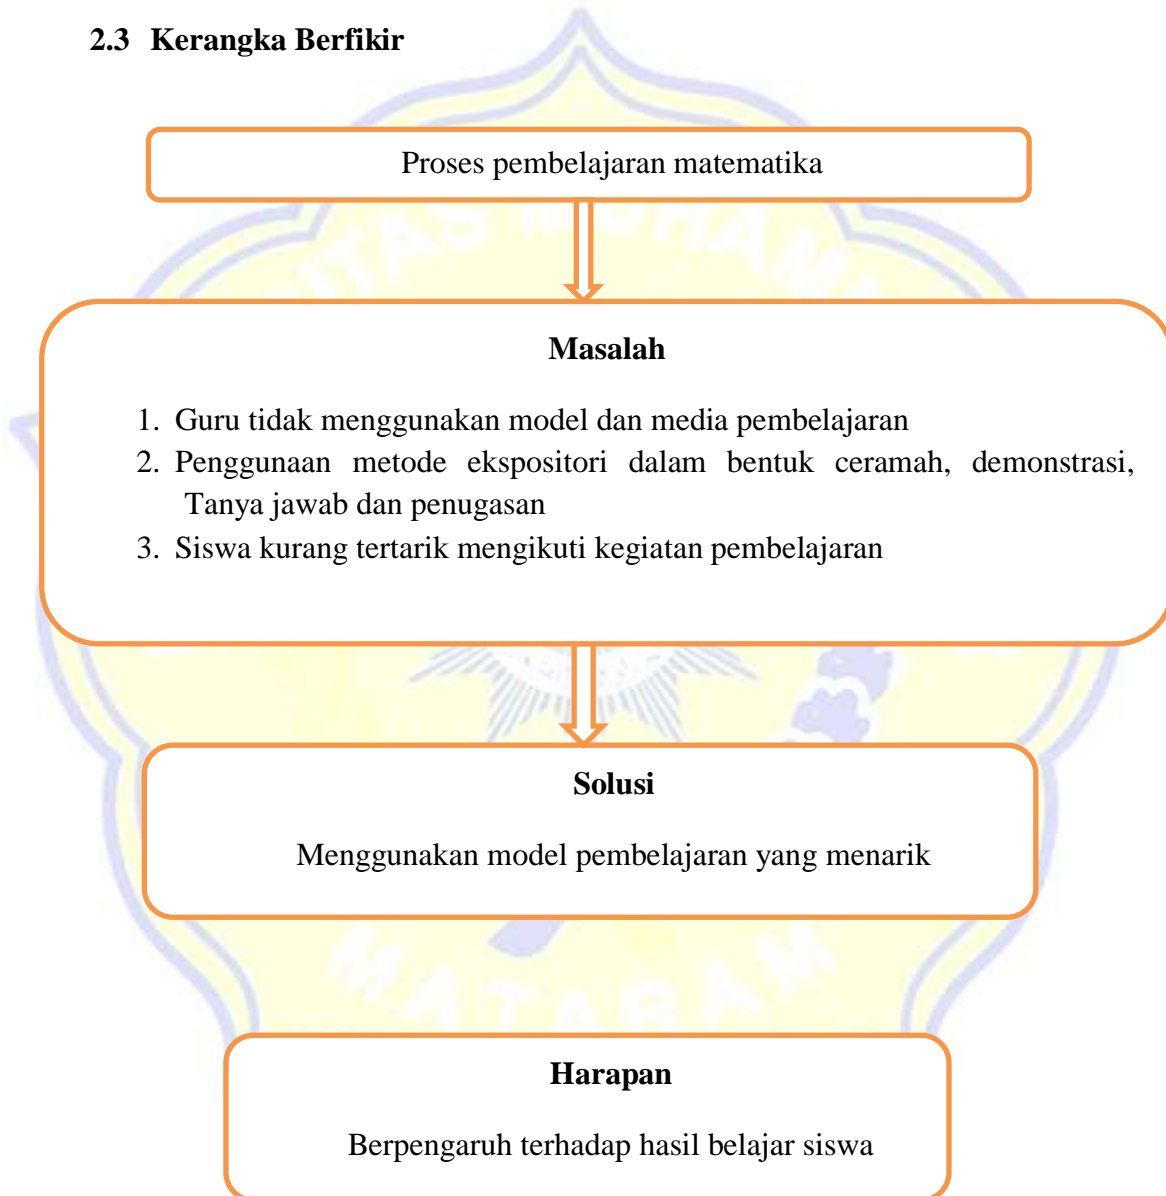 2.3 Kerangka Berfikir
Proses pembelajaran matematika
Masalah
1. Guru tidak menggunakan model dan media pembelajaran
2. Penggunaan metode ekspositori dalam bentuk ceramah, demonstrasi,
Tanya jawab dan penugasan
3. Siswa kurang tertarik mengikuti kegiatan pembelajaran
Solusi
Menggunakan model pembelajaran yang menarik
MATARAM
Harapan
Berpengaruh terhadap hasil belajar siswa